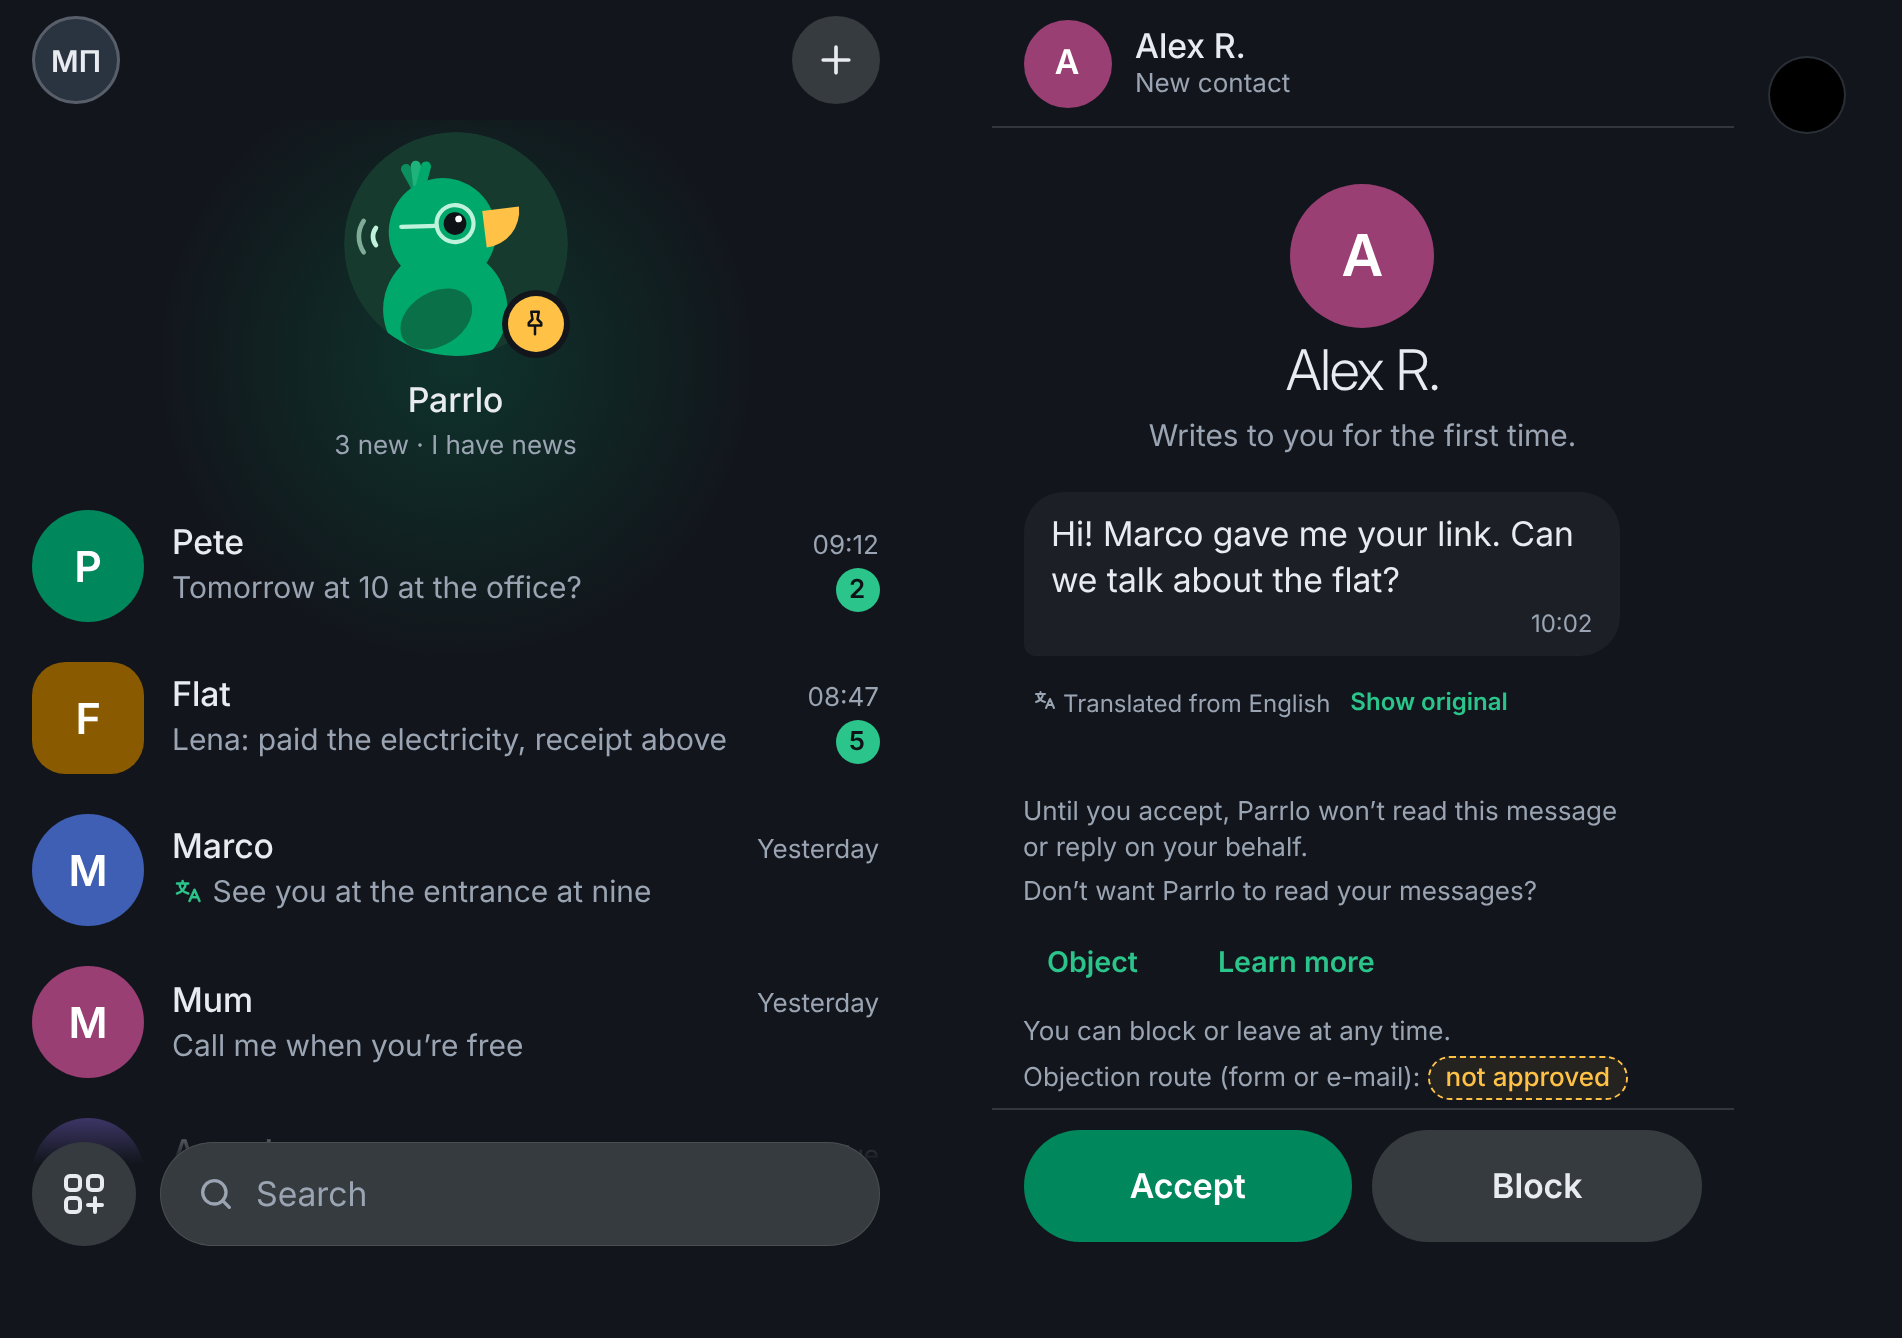 МП
Parrlo
3 new · I have news
P
Pete
09:12
Tomorrow at 10 at the office?
2
F
Flat
08:47
Lena: paid the electricity, receipt above
5
M
Marco
Yesterday
See you at the entrance at nine
M
Mum
Yesterday
Call me when you’re free
Search
A
Alex R.
New contact
A
Alex R.
Writes to you for the first time.
Hi! Marco gave me your link. Can
we talk about the flat?
10:02
Translated from English Show original
Until you accept, Parrlo won’t read this message
or reply on your behalf.
Don’t want Parrlo to read your messages?
Object Learn more
You can block or leave at any time.
Objection route (form or e-mail): not approved
Accept Block